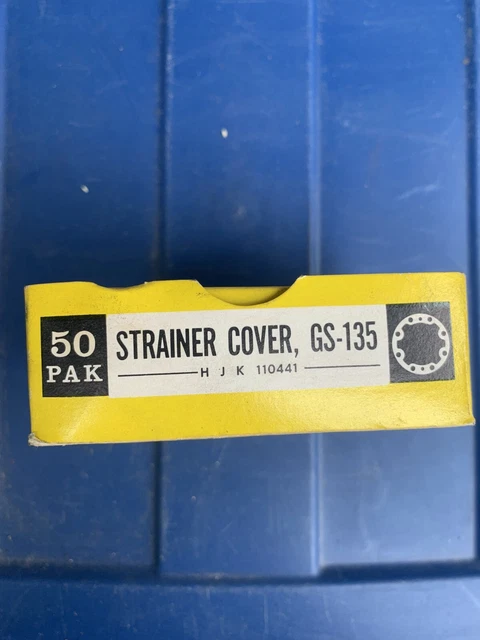 50
PAK
STRAINER COVER, GS-135
H J K 110441